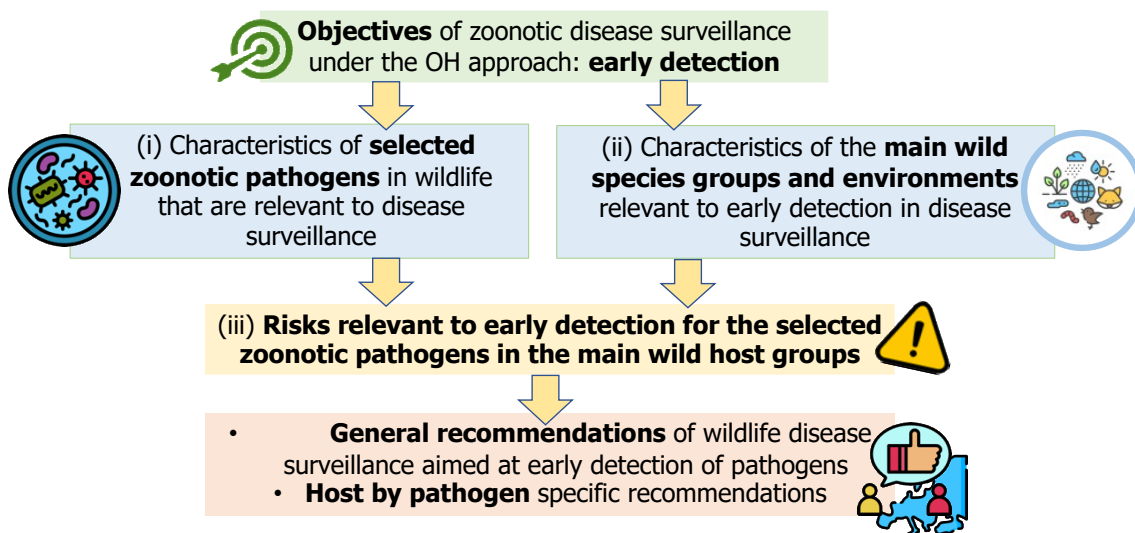 Objectives of zoonotic disease surveillance
under the OH approach: early detection
(i) Characteristics of selected
zoonotic pathogens in wildlife
that are relevant to disease
surveillance
(ii) Characteristics of the main wild
species groups and environments
relevant to early detection in disease
surveillance
(iii) Risks relevant to early detection for the selected
zoonotic pathogens in the main wild host groups
• General recommendations of wildlife disease
surveillance aimed at early detection of pathogens
• Host by pathogen specific recommendations